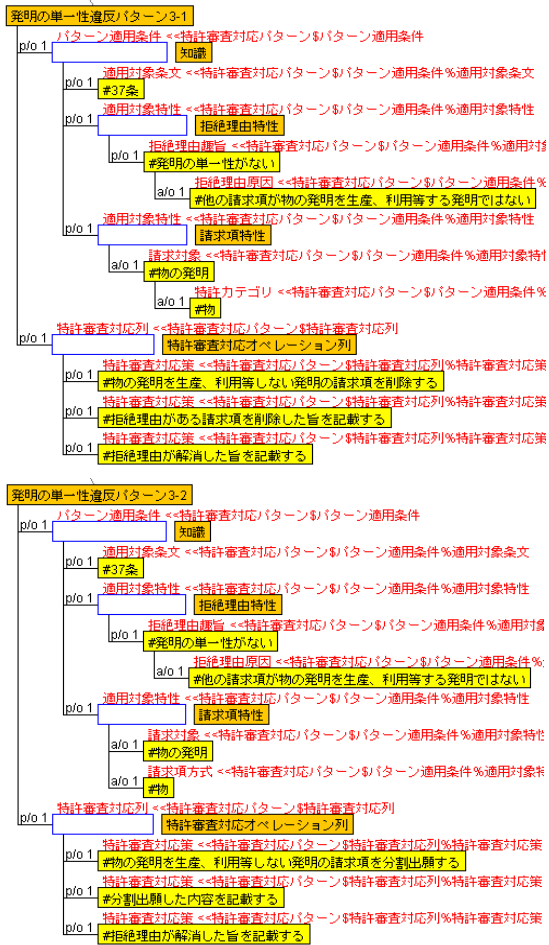 発明の単一性違反パターン3-1
パターン適用条件 <<特許審査対応パターン$パターン適用条件
p/o 1
知識
適用対象条文 <<特許審査対応パターン$パターン適用条件%適用対象条文
p/o 1 #37条
適用対象特性 <<特許審査対応パターン$パターン適用条件%適用対象特性
p/o 1
拒絶理由特性
拒絶理由趣旨 <<特許審査対応パターン$パターン適用条件%適用対
p/o 1 #発明の単一性がない
拒絶理由原因 <<特許審査対応パターン$パターン適用条件%
a/o 1 #他の請求項が物の発明を生産、利用等する発明ではない
適用対象特性 <<特許審査対応パターン$パターン適用条件%適用対象特性
p/o 1
請求項特性
請求対象 <<特許審査対応パターン$パターン適用条件%適用対象特性
a/o 1 #物の発明
特許カテゴリ <<特許審査対応パターン$パターン適用条件%
a/o 1 #物
特許審査対応列 <<特許審査対応パターン$特許審査対応列
p/o 1
特許審査対応オペレーション列
特許審査対応策 <<特許審査対応パターン$特許審査対応列%特許審査対応策
p/o 1 #物の発明を生産、利用等しない発明の請求項を削除する
特許審査対応策 <<特許審査対応パターン$特許審査対応列%特許審査対応策
p/o 1 #拒絶理由がある請求項を削除した旨を記載する
特許審査対応策 <<特許審査対応パターン$特許審査対応列%特許審査対応策
p/o 1 #拒絶理由が解消した旨を記載する
発明の単一性違反パターン3-2
パターン適用条件 <<特許審査対応パターン$パターン適用条件
p/o 1
知識
適用対象条文 <<特許審査対応パターン$パターン適用条件%適用対象条文
p/o 1 #37条
適用対象特性 <<特許審査対応パターン$パターン適用条件%適用対象特性
p/o 1
拒絶理由特性
拒絶理由趣旨 <<特許審査対応パターン$パターン適用条件%適用対
p/o 1 #発明の単一性がない
拒絶理由原因 <<特許審査対応パターン$パターン適用条件%
a/o 1 #他の請求項が物の発明を生産、利用等する発明ではない
適用対象特性 <<特許審査対応パターン$パターン適用条件%適用対象特性
p/o 1
請求項特性
請求対象 <<特許審査対応パターン$パターン適用条件%適用対象特性
a/o 1 #物の発明
請求項方式 <<特許審査対応パターン$パターン適用条件%適用対象特
a/o 1 #物
特許審査対応列 <<特許審査対応パターン$特許審査対応列
p/o 1
特許審査対応オペレーション列
特許審査対応策 <<特許審査対応パターン$特許審査対応列%特許審査対応策
p/o 1 #物の発明を生産、利用等しない発明の請求項を分割出願する
特許審査対応策 <<特許審査対応パターン$特許審査対応列%特許審査対応策
p/o 1 #分割出願した内容を記載する
特許審査対応策 <<特許審査対応パターン$特許審査対応列%特許審査対応策
p/o 1 #拒絶理由が解消した旨を記載する